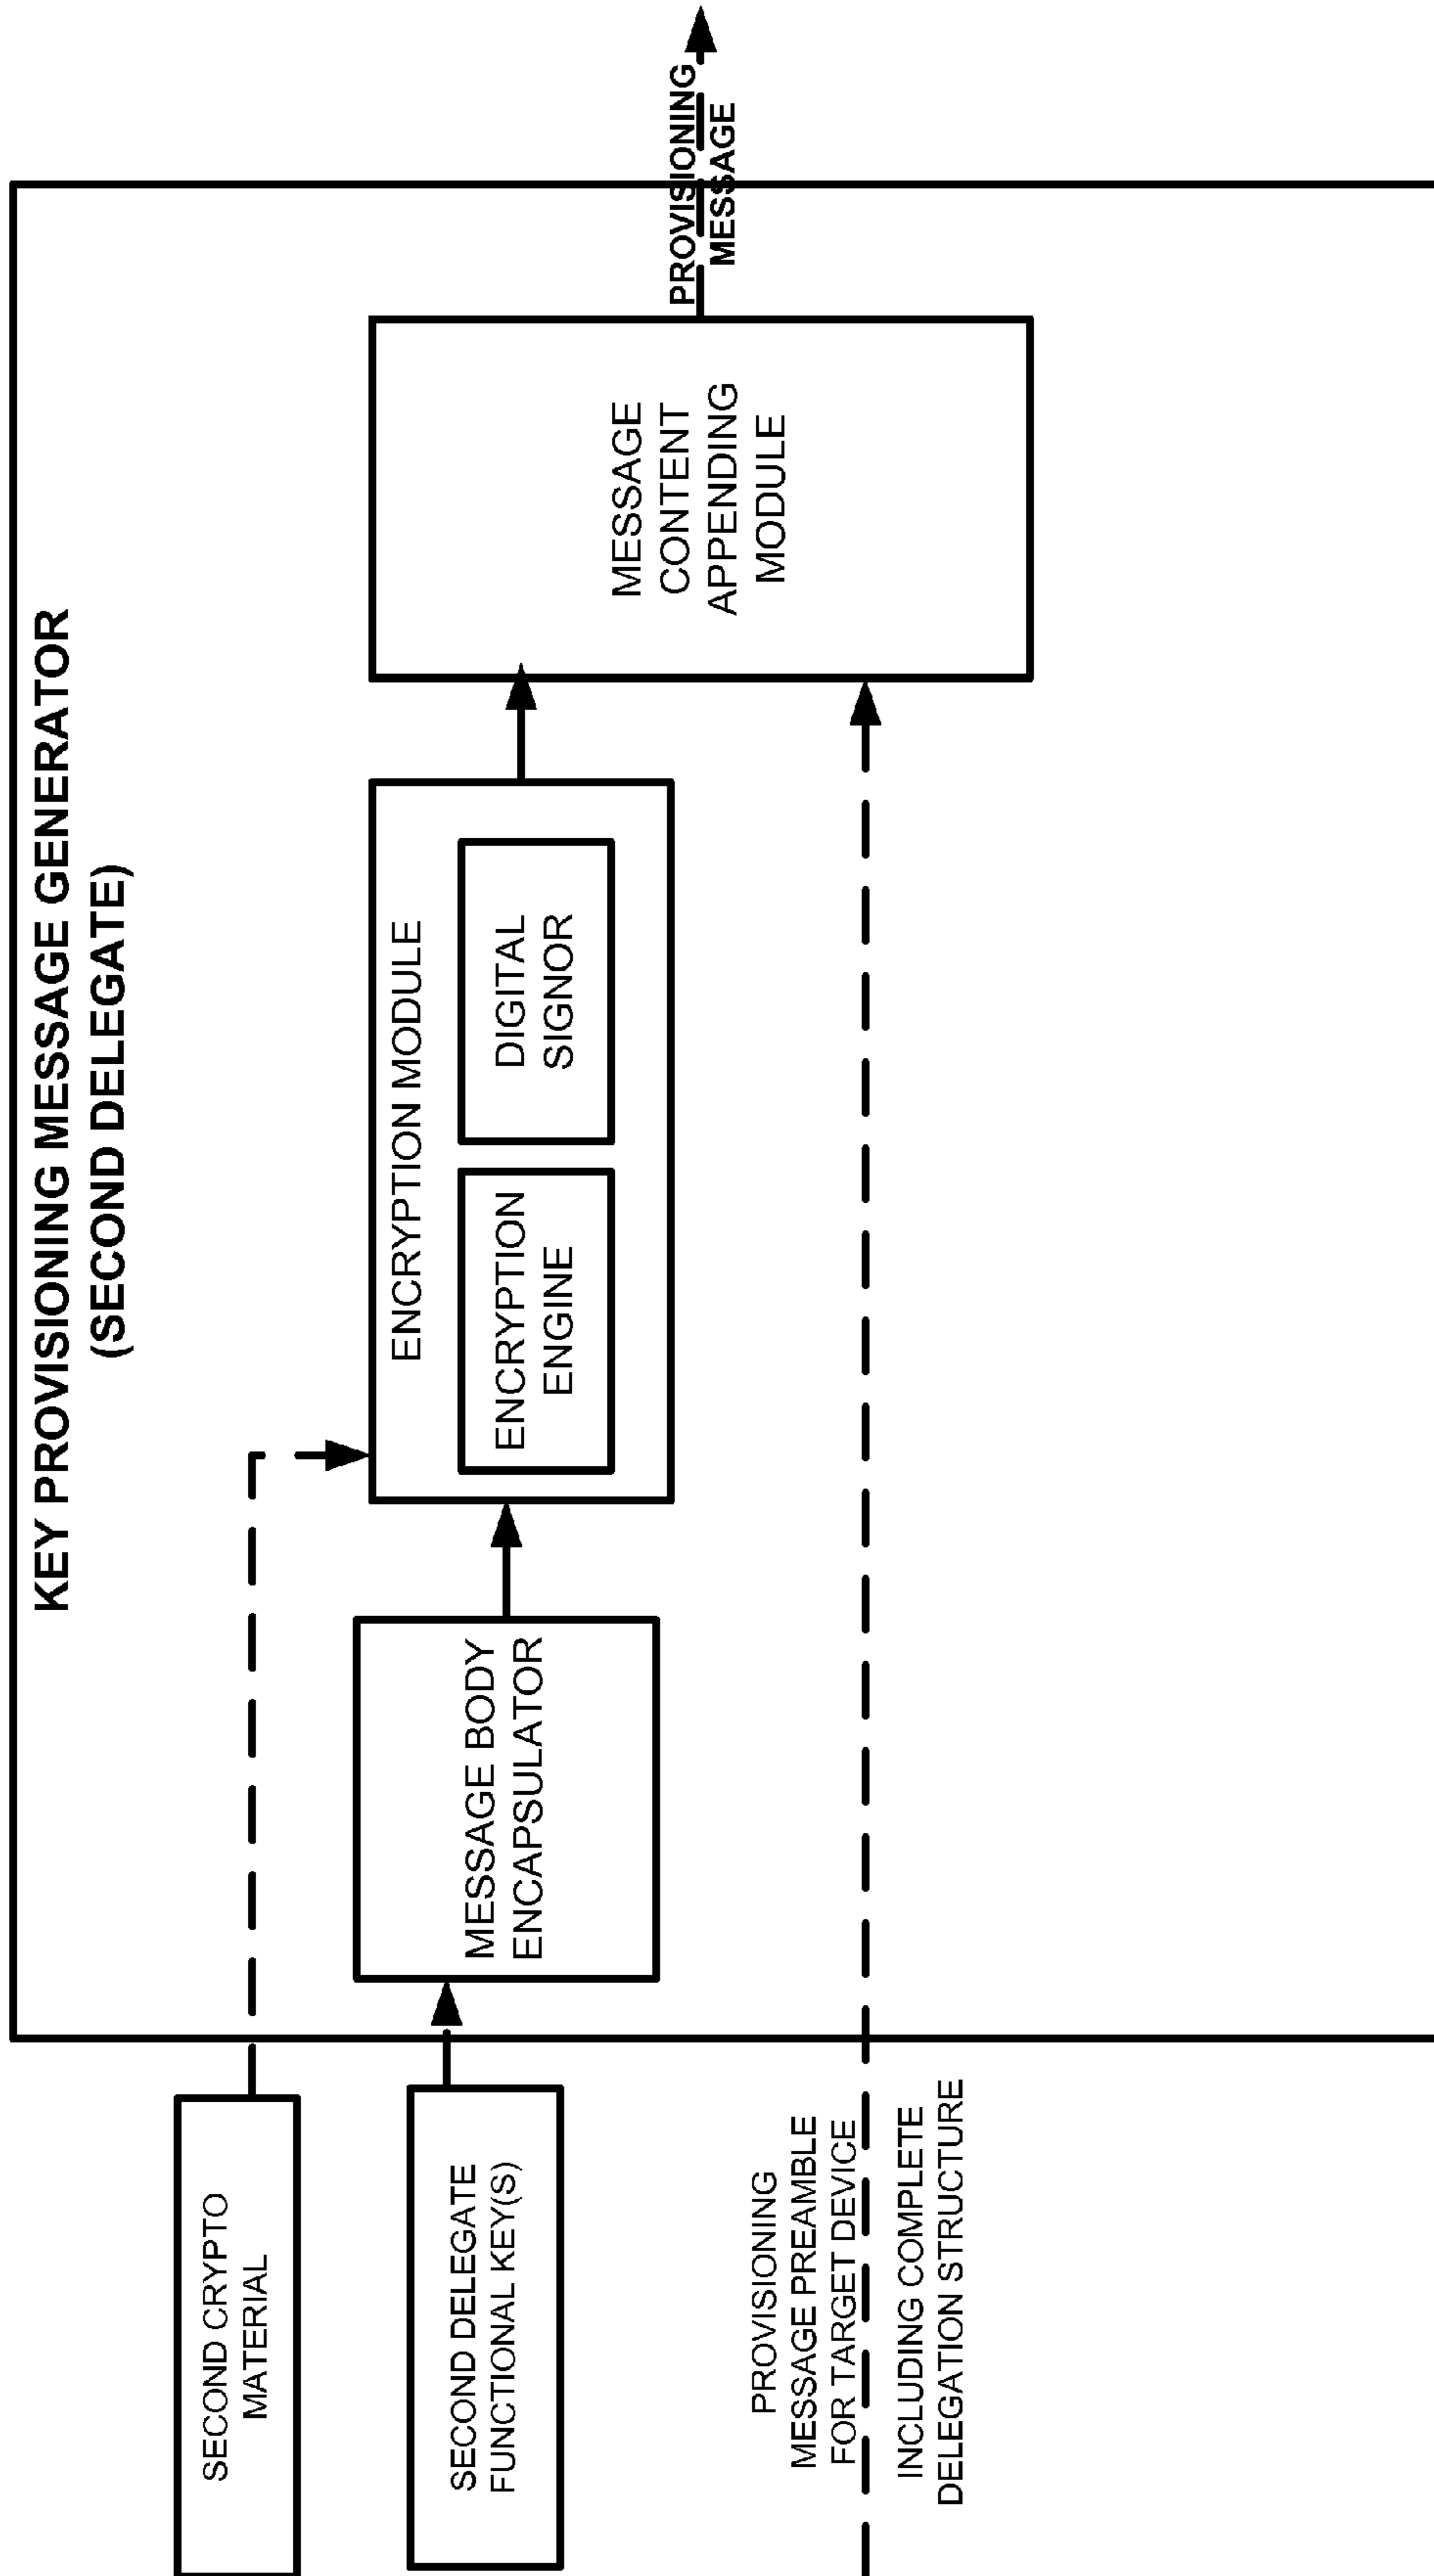 KEY PROVISIONING MESSAGE GENERATOR
(SECOND DELEGATE)
SECOND CRYPTO
MATERIAL
SECOND DELEGATE
FUNCTIONAL KEY(S)
MESSAGE BODY
ENCAPSULATOR
ENCRYPTION MODULE
ENCRYPTION
ENGINE
DIGITAL
SIGNOR
MESSAGE
CONTENT
APPENDING
MODULE
PROVISIONING
MESSAGE
PROVISIONING
MESSAGE PREAMBLE
FOR TARGET DEVICE
INCLUDING COMPLETE
DELEGATION STRUCTURE